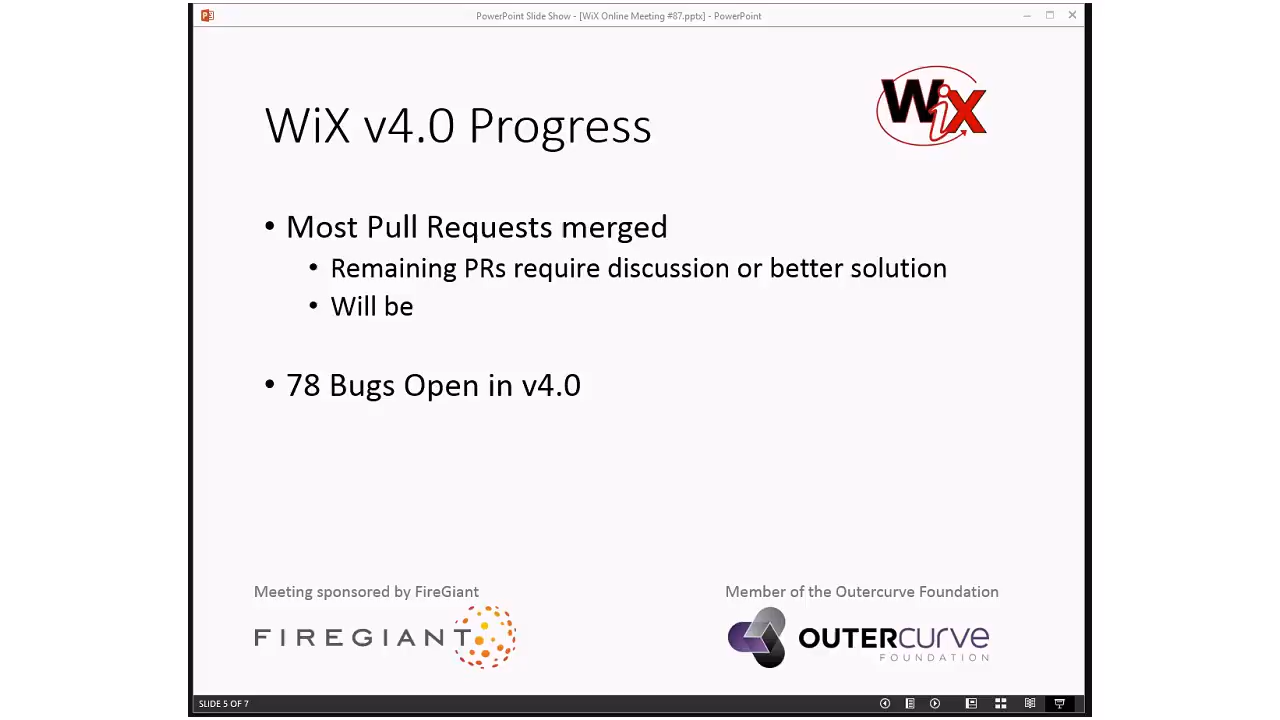 PowerPoint Slide Show - [WiX Online Meeting #87.pptx] - PowerPoint
WiX
WiX v4.0 Progress
• Most Pull Requests merged
• Remaining PRs require discussion or better solution
• Will be
• 78 Bugs Open in v4.0
Meeting sponsored by FireGiant
Member of the Outercurve Foundation
FIREGIANT
OUTERCURVE
FOUNDATION
SLIDE 5 OF 7